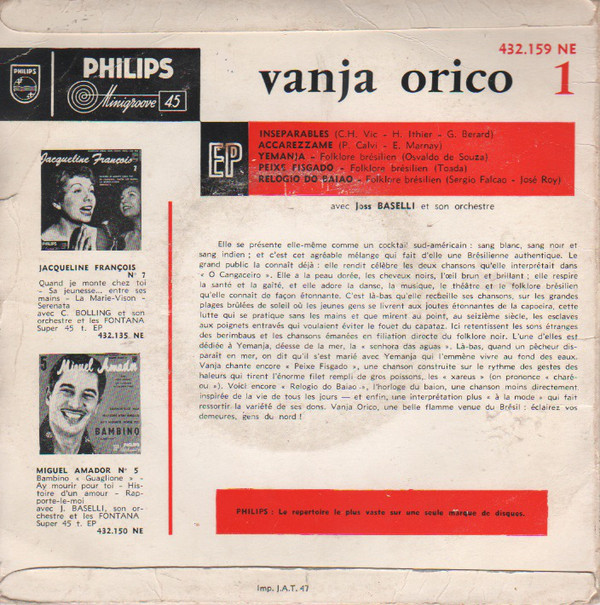 432.159 NE
PHILIPS
PHILIPS
Minigroove 45
vanja orico 1
EP
INSEPARABLES (C.H. Vic - H. Ithier - G. Berard)
ACCAREZZAME (P. Calvi - E. Marnay)
YEMANJA - Folklore brésilien (Osvaldo de Souza)
PEIXE FISGADO - Folklore brésilien (Toada)
RELOGIO DO BAIAO - Folklore brésilien (Sergio Falcao - José Roy)
avec Joss BASELLI et son orchestre
Jacqueline François
JACQUELINE FRANÇOIS
N° 7
Quand je monte chez toi
- Sa jeunesse... entre ses
mains - La Marie-Vison -
Serenata
avec C. BOLLING et son
orchestre et les FONTANA
Super 45 t. EP
432.135 NE
Miguel Amador
BAMBINO
MIGUEL AMADOR N° 5
Bambino « Guaglione » -
Ay mourir pour toi - His-
toire d'un amour - Rap-
porte-le-moi
avec J. BASELLI, son or-
chestre et les FONTANA
Super 45 t. EP
432.150 NE
Elle se présente elle-même comme un cocktail sud-américain : sang blanc, sang noir et
sang indien ; et c'est cet agréable mélange qui fait d'elle une Brésilienne authentique. Le
grand public la connaît déjà : elle rendit célèbre les deux chansons qu'elle interprétait dans
« O Cangaceiro ». Elle a la peau dorée, les cheveux noirs, l'œil brun et brillant ; elle respire
la santé et la gaîté, et elle adore la danse, la musique, le théâtre et le folklore brésilien
qu'elle connait de façon étonnante. C'est là-bas qu'elle recueille ses chansons, sur les grandes
plages brûlées de soleil où les jeunes gens se livrent aux joutes étonnantes de la capoeira, cette
lutte qui se pratique sans les mains et que mirent au point, au seizième siècle, les esclaves
aux poignets entravés qui voulaient éviter le fouet du capataz. Ici retentissent les sons étranges
des berimbaus et les chansons émanées en filiation directe du folklore noir. L'une d'elles est
dédiée à Yemanja, déesse de la mer, la « senhora das aguas ». Là-bas, quand un pêcheur dis-
paraît en mer, on dit qu'il s'est marié avec Yemanja qui l'emmène vivre au fond des eaux.
Vanja chante encore « Peixe Fisgado », une chanson construite sur le rythme des gestes des
haleurs qui tirent l'énorme filet rempli de gros poissons, les « xareus » (on prononce « charé-
eu »). Voici encore « Relogio do Baiao », l'horloge du baion, une chanson moins directement
inspirée de la vie de tous les jours — et enfin, une interprétation plus « à la mode » qui fait
ressortir la variété de ses dons. Vanja Orico, une belle flamme venue du Brésil : éclairez vos
demeures, gens du nord !
PHILIPS : La repertoire le plus vaste sur une seule marque de disques.
Imp. J.A.T. 47